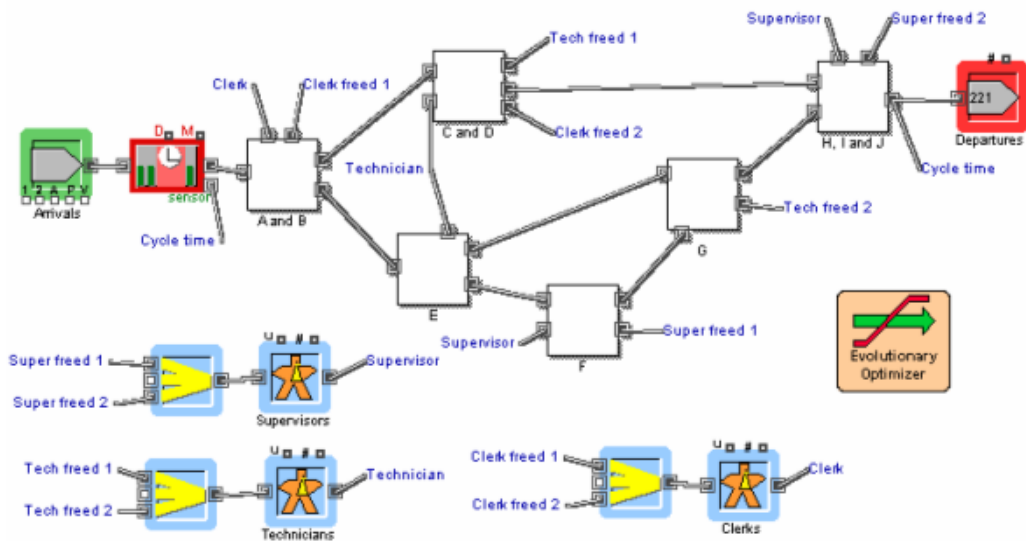 Supervisor
Super freed 2
Tech freed 1
#
Clerk
Clerk freed 1
221
D M
C and D
Clerk freed 2
H, I and J
Departures
Technician
1 2 A P V
Arrivals
sensor
A and B
Cycle time
Tech freed 2
Cycle time
G
E
Supervisor
Super freed 1
F
Evolutionary
Optimizer
U #
Super freed 1
Supervisor
Super freed 2
Supervisors
U #
Tech freed 1
Technician
Tech freed 2
Technicians
U #
Clerk freed 1
Clerk
Clerk freed 2
Clerks